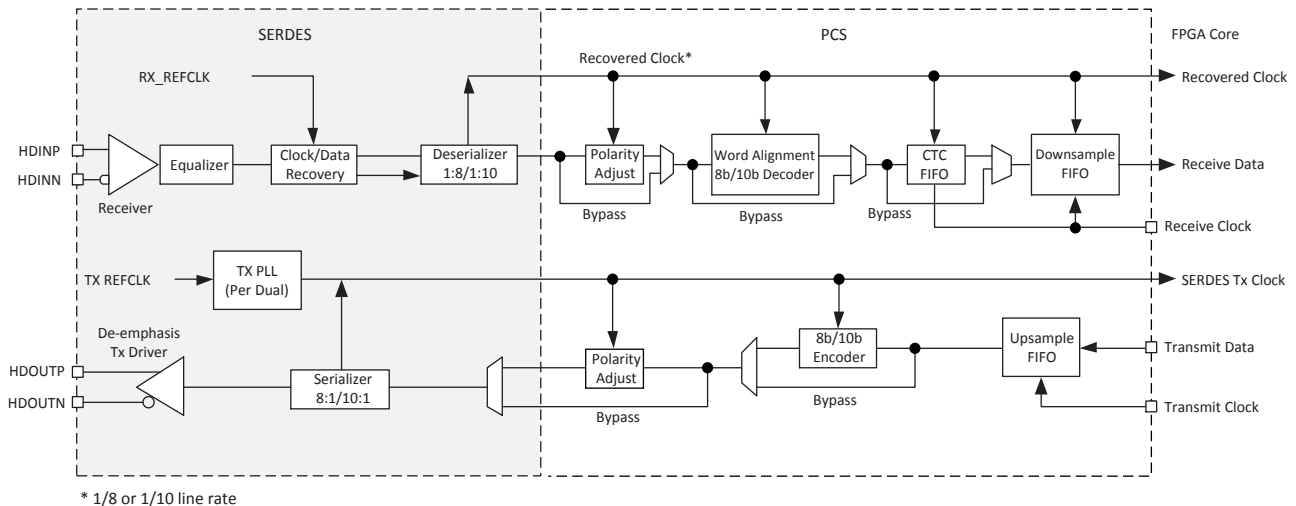 SERDES
PCS
FPGA Core
RX_REFCLK
Recovered Clock*
Recovered Clock
HDINP
HDINN
Receiver
Equalizer
Clock/Data
Recovery
Deserializer
1:8/1:10
Polarity
Adjust
Bypass
Word Alignment
8b/10b Decoder
Bypass
CTC
FIFO
Bypass
Downsample
FIFO
Receive Data
Receive Clock
TX REFCLK
TX PLL
(Per Dual)
SERDES Tx Clock
De-emphasis
Tx Driver
HDOUTP
HDOUTN
Serializer
8:1/10:1
Polarity
Adjust
Bypass
8b/10b
Encoder
Bypass
Upsample
FIFO
Transmit Data
Transmit Clock
* 1/8 or 1/10 line rate